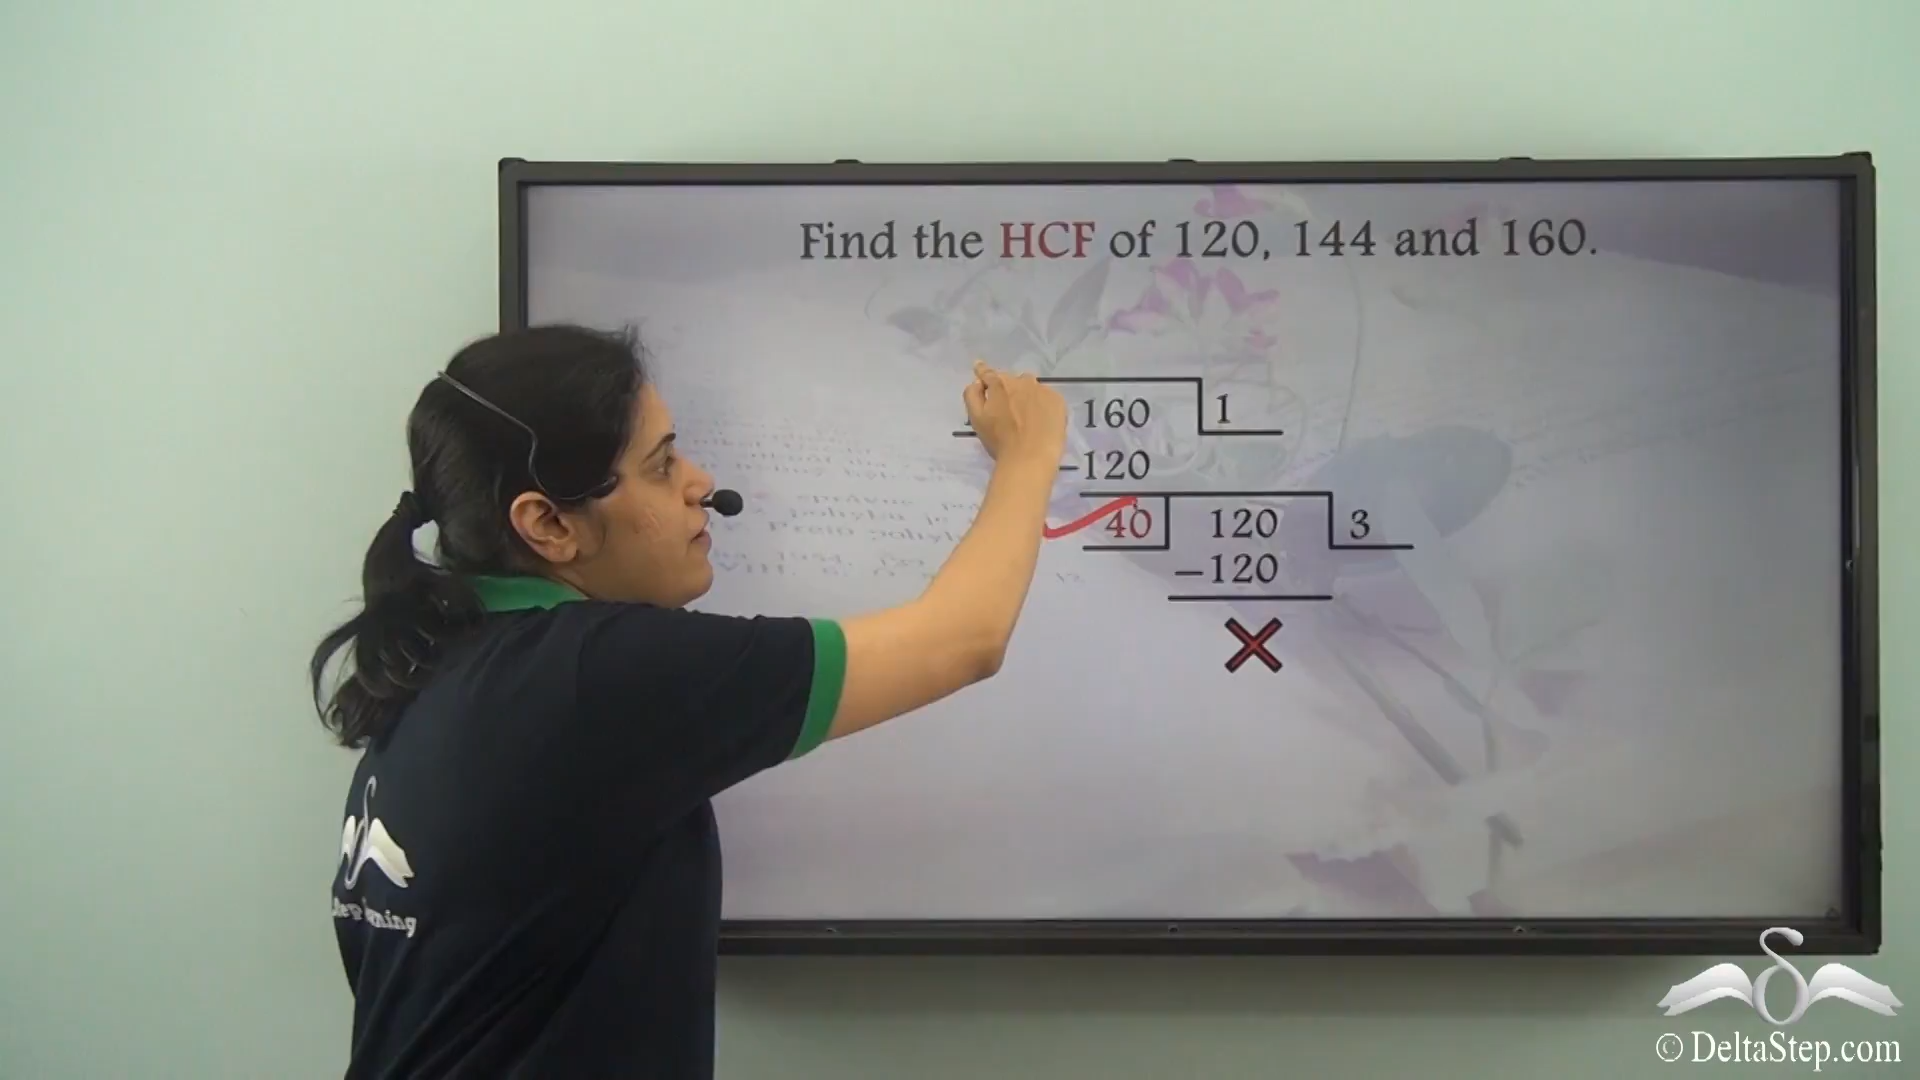 Find the HCF of 120, 144 and 160.
160 1
−120
40 120 3
−120
© DeltaStep.com